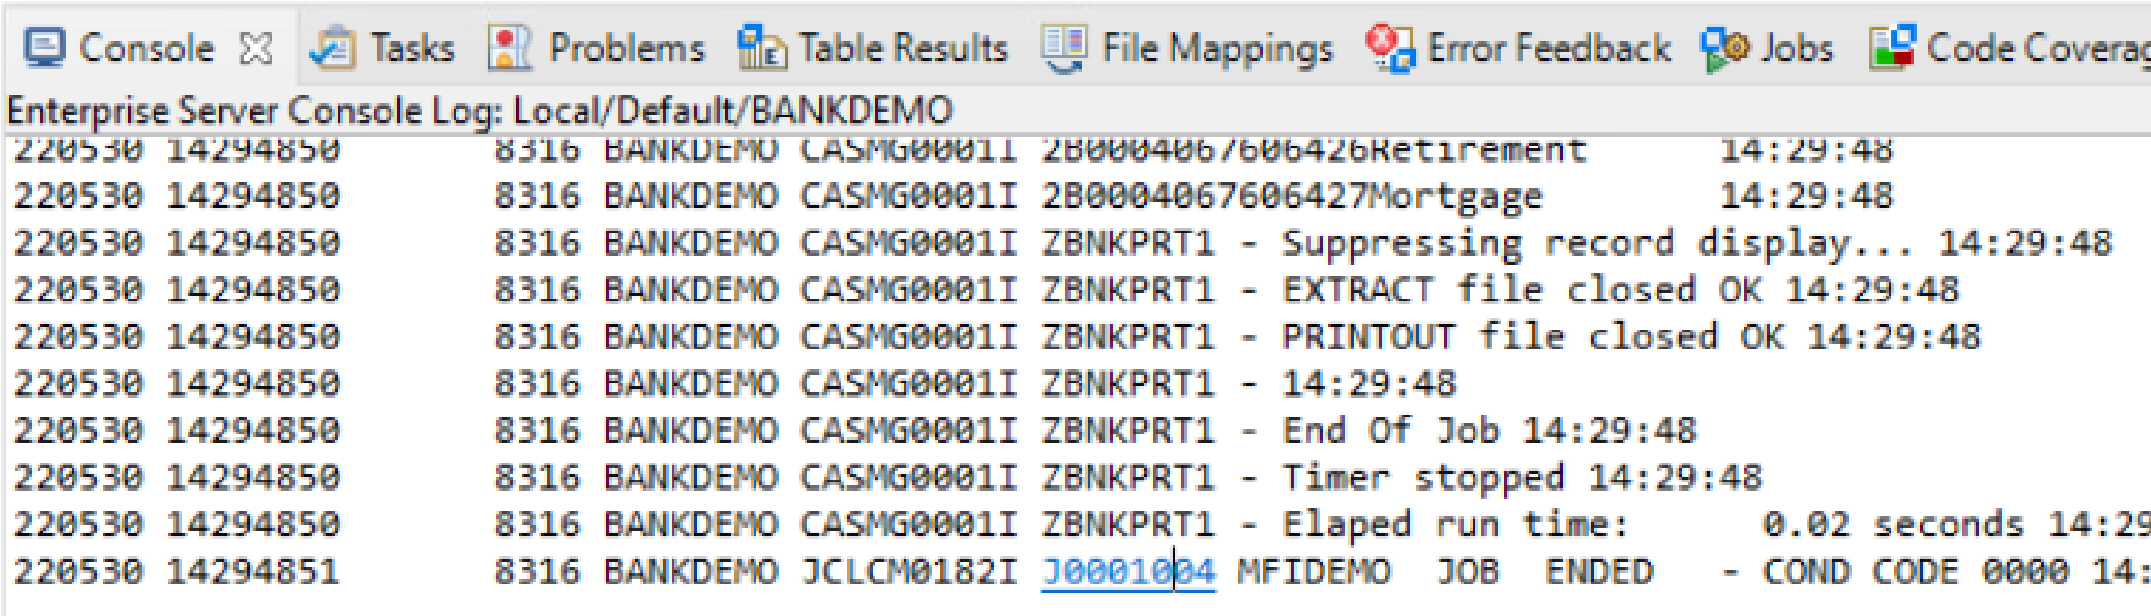 Console Tasks Problems Table Results File Mappings Error Feedback Jobs Code Coverag
Enterprise Server Console Log: Local/Default/BANKDEMO
220530 14294850 8316 BANKDEMO CASMG0001I 2B0004067606426Retirement 14:29:48
220530 14294850 8316 BANKDEMO CASMG0001I 2B0004067606427Mortgage 14:29:48
220530 14294850 8316 BANKDEMO CASMG0001I ZBNKPRT1 - Suppressing record display... 14:29:48
220530 14294850 8316 BANKDEMO CASMG0001I ZBNKPRT1 - EXTRACT file closed OK 14:29:48
220530 14294850 8316 BANKDEMO CASMG0001I ZBNKPRT1 - PRINTOUT file closed OK 14:29:48
220530 14294850 8316 BANKDEMO CASMG0001I ZBNKPRT1 - 14:29:48
220530 14294850 8316 BANKDEMO CASMG0001I ZBNKPRT1 - End Of Job 14:29:48
220530 14294850 8316 BANKDEMO CASMG0001I ZBNKPRT1 - Timer stopped 14:29:48
220530 14294850 8316 BANKDEMO CASMG0001I ZBNKPRT1 - Elaped run time: 0.02 seconds 14:29
220530 14294851 8316 BANKDEMO JCLCM0182I J0001004 MFIDEMO JOB ENDED - COND CODE 0000 14: